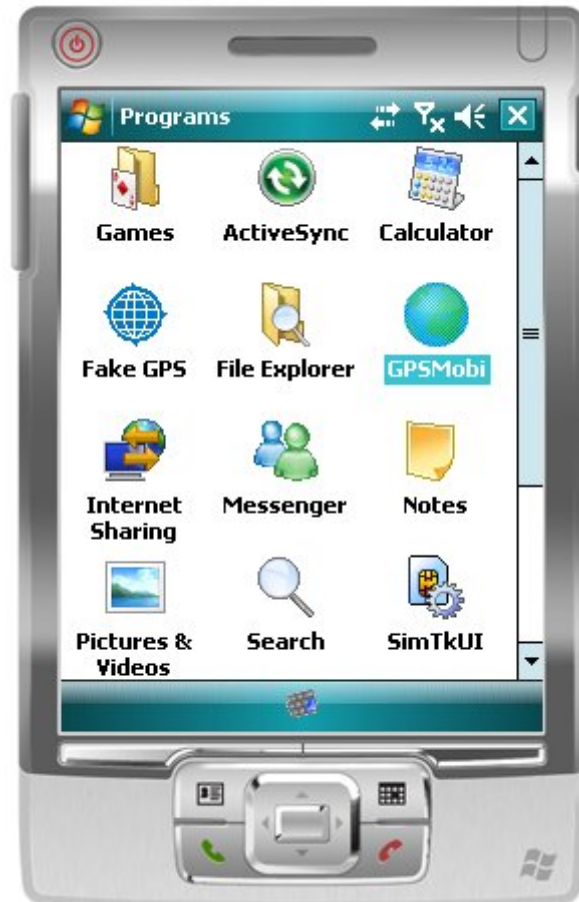 Programs
Games
ActiveSync
Calculator
Fake GPS
File Explorer
GPSMobi
Internet
Sharing
Messenger
Notes
Pictures &
Videos
Search
SimTkUI